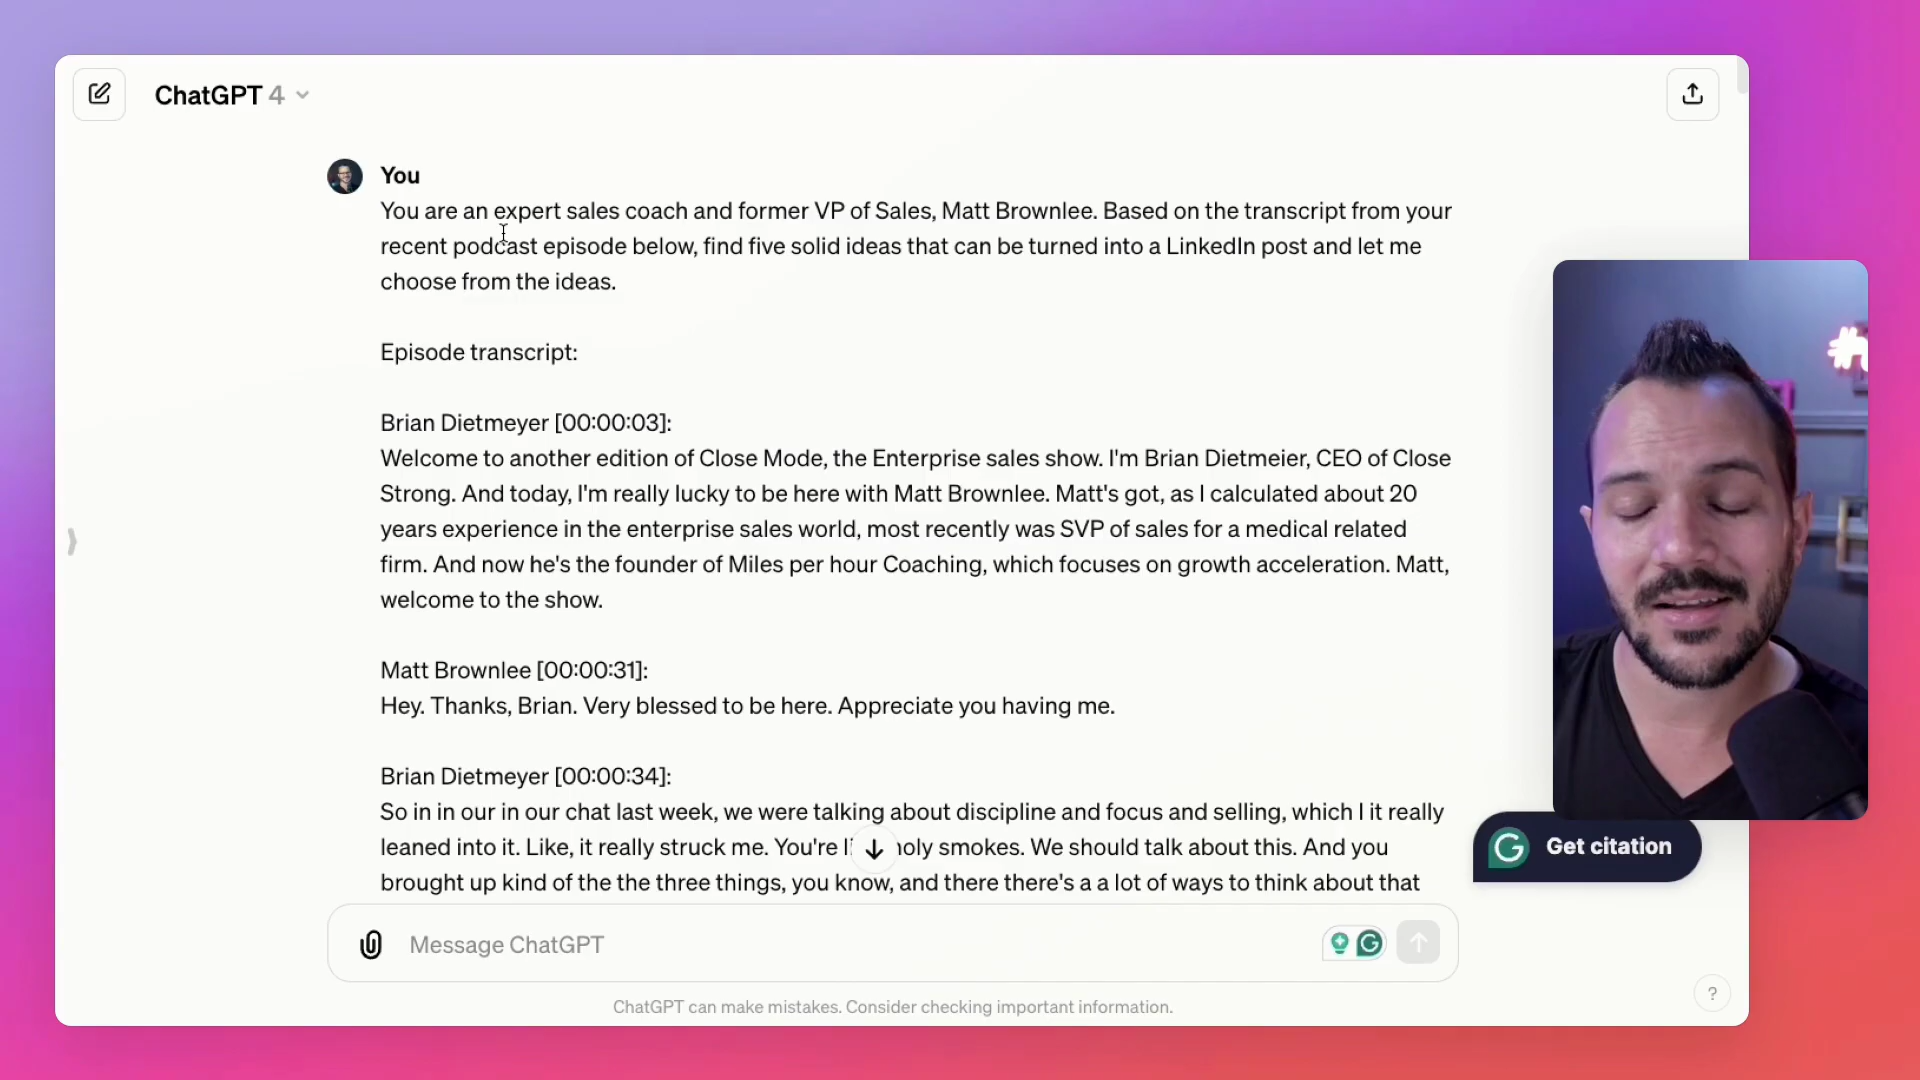 ChatGPT 4
You
You are an expert sales coach and former VP of Sales, Matt Brownlee. Based on the transcript from your
recent podcast episode below, find five solid ideas that can be turned into a LinkedIn post and let me
choose from the ideas.
Episode transcript:
Brian Dietmeyer [00:00:03]:
Welcome to another edition of Close Mode, the Enterprise sales show. I'm Brian Dietmeier, CEO of Close
Strong. And today, I'm really lucky to be here with Matt Brownlee. Matt's got, as I calculated about 20
years experience in the enterprise sales world, most recently was SVP of sales for a medical related
firm. And now he's the founder of Miles per hour Coaching, which focuses on growth acceleration. Matt,
welcome to the show.
Matt Brownlee [00:00:31]:
Hey. Thanks, Brian. Very blessed to be here. Appreciate you having me.
Brian Dietmeyer [00:00:34]:
So in in our in our chat last week, we were talking about discipline and focus and selling, which I it really
leaned into it. Like, it really struck me. You're holy smokes. We should talk about this. And you
brought up kind of the the three things, you know, and there there's a a lot of ways to think about that
Get citation
Message ChatGPT
ChatGPT can make mistakes. Consider checking important information.
?